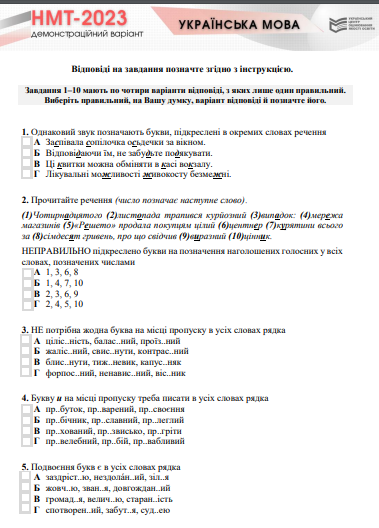 НМТ-2023
демонстраційний варіант
УКРАЇНСЬКА МОВА
Відповіді на завдання позначте згідно з інструкцією.
Завдання 1–10 мають по чотири варіанти відповіді, з яких лише один правильний.
Виберіть правильний, на Вашу думку, варіант відповіді й позначте його.
1. Однаковий звук позначають букви, підкреслені в окремих словах речення
А Заспівала сопілочка осьдечки за вікном.
Б Відповідаючи їм, не забудьте подякувати.
В Ці квитки можна обміняти в касі вокзалу.
Г Лікувальні можливості живокосту безмежні.
2. Прочитайте речення (число позначає наступне слово).
(1)Чотирнадцятого (2)листопада трапився курйозний (3)випадок: (4)мережа
магазинів (5)«Решето» продала покупцям цілий (6)центнер (7)курятини всього
за (8)сімдесят гривень, про що свідчив (9)виразний (10)цінник.
НЕПРАВИЛЬНО підкреслено букви на позначення наголошених голосних у всіх
словах, позначених числами
А 1, 3, 6, 8
Б 1, 4, 7, 10
В 2, 3, 6, 9
Г 2, 4, 5, 10
3. НЕ потрібна жодна буква на місці пропуску в усіх словах рядка
А ціліс..ність, балас..ний, проїз..ний
Б жаліс..ний, свис..нути, контрас..ний
В блис..нути, тиж..невик, капус..няк
Г форпос..ний, ненавис..ний, віс..ник
4. Букву и на місці пропуску треба писати в усіх словах рядка
А пр..буток, пр..варений, пр..своєння
Б пр..бічник, пр..славний, пр..леглий
В пр..хований, пр..звисько, пр..гріти
Г пр..велебний, пр..бій, пр..вабливий
5. Подвоєння букв є в усіх словах рядка
А заздріст..ю, нездолан..ий, зіл..я
Б жовч..ю, зван..я, довгождан..ий
В громад..я, велич..ю, старан..ість
Г спотворен..ий, забут..я, суд..ею